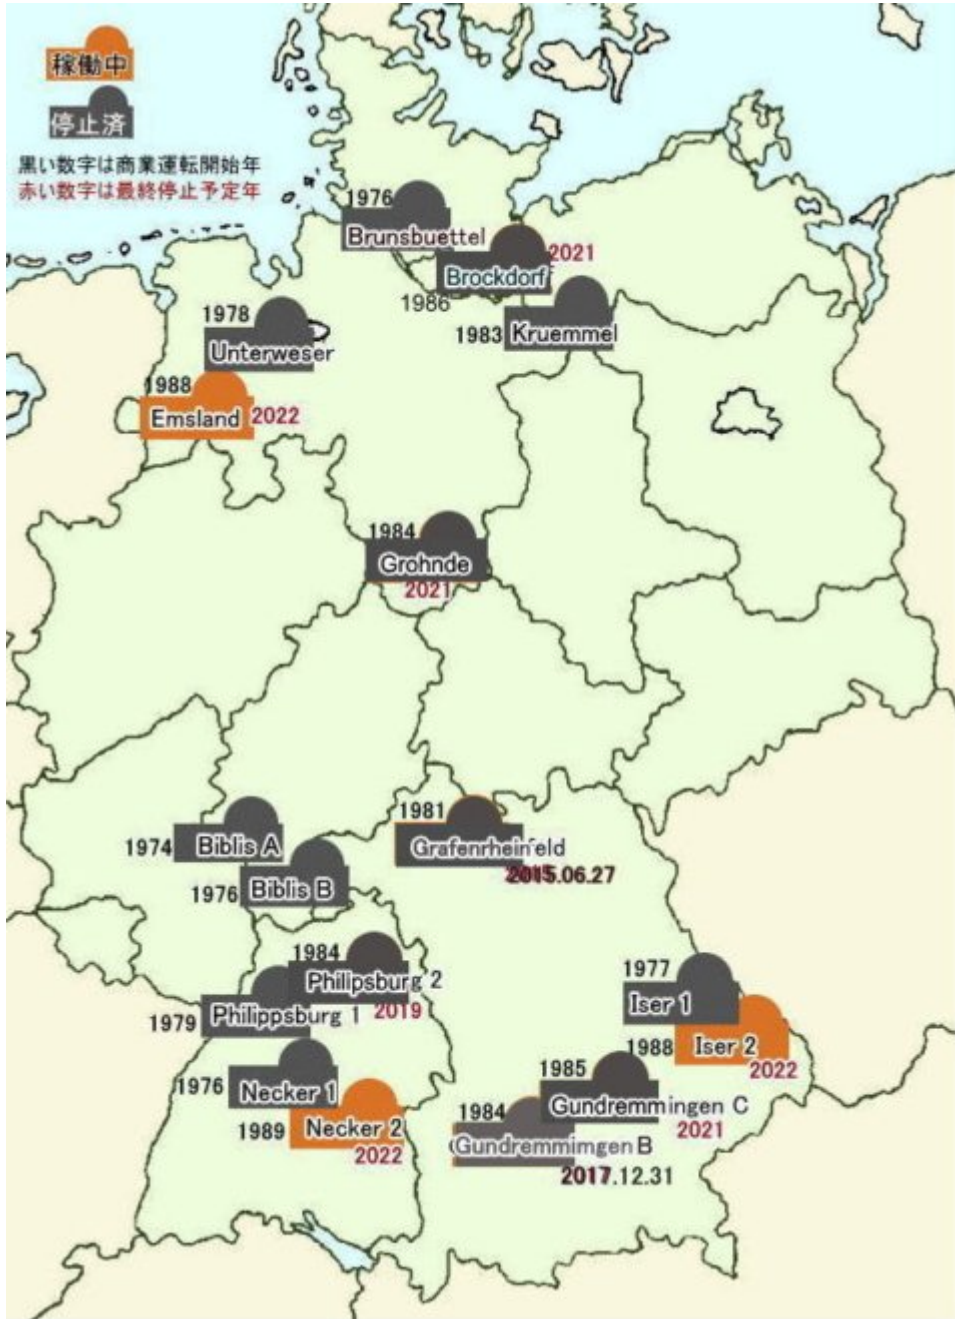 稼働中
停止済
黒い数字は商業運転開始年
赤い数字は最終停止予定年
1976
Brunsbuettel
2021
Brockdorf
1986
1978
Unterweser
1983
Kruemmel
1988
Emsland
2022
1984
Grohnde
2021
1981
Grafenrheinfeld
2015.06.27
1974
Biblis A
1976
Biblis B
1984
Philipsburg 2
2019
1979
Philippsburg 1
1977
Iser 1
1988
Iser 2
2022
1976
Necker 1
1989
Necker 2
2022
1985
Gundremmingen C
2021
1984
Gundremmimgen B
2017.12.31